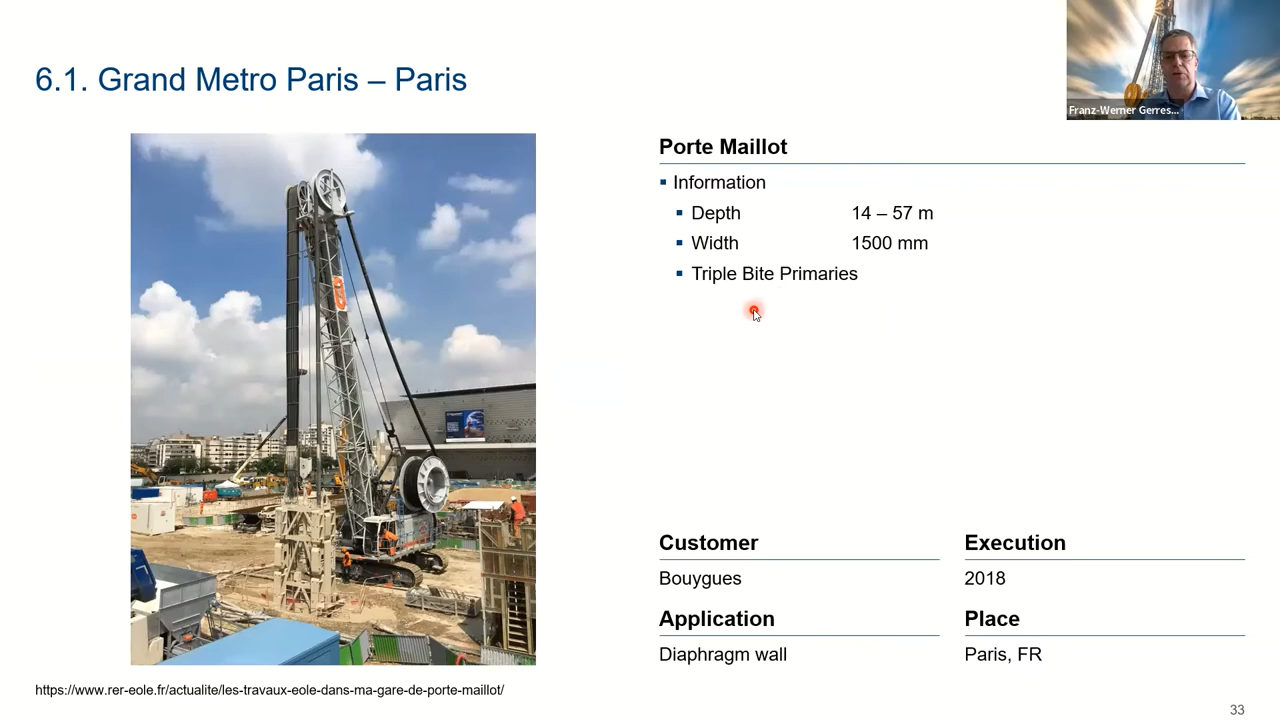 6.1. Grand Metro Paris – Paris
Franz-Werner Gerres...
Porte Maillot
Information
Depth 14 – 57 m
Width 1500 mm
Triple Bite Primaries
Customer
Bouygues
Execution
2018
Application
Diaphragm wall
Place
Paris, FR
https://www.rer-eole.fr/actualite/les-travaux-eole-dans-ma-gare-de-porte-maillot/
33